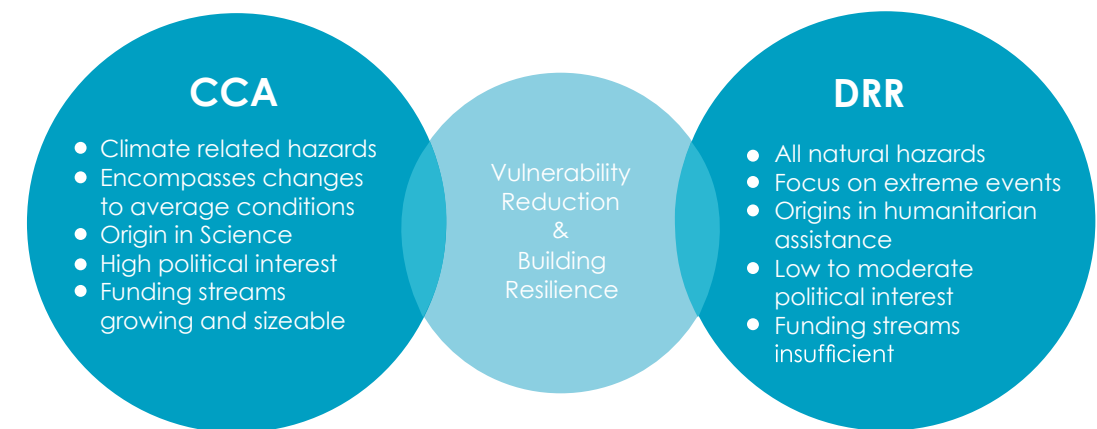 CCA
● Climate related hazards
● Encompasses changes
to average conditions
● Origin in Science
● High political interest
● Funding streams
growing and sizeable
Vulnerability
Reduction
&
Building
Resilience
DRR
● All natural hazards
● Focus on extreme events
● Origins in humanitarian
assistance
● Low to moderate
political interest
● Funding streams
insufficient